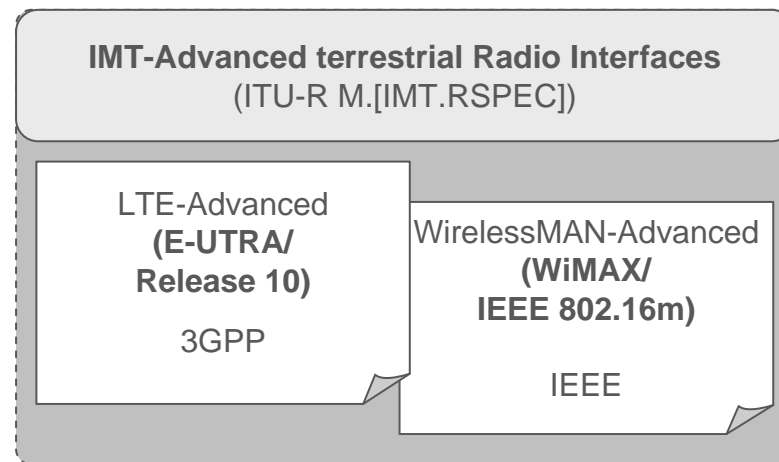 IMT-Advanced terrestrial Radio Interfaces
(ITU-R M.[IMT.RSPEC])
LTE-Advanced
(E-UTRA/
Release 10)
3GPP
WirelessMAN-Advanced
(WiMAX/
IEEE 802.16m)
IEEE